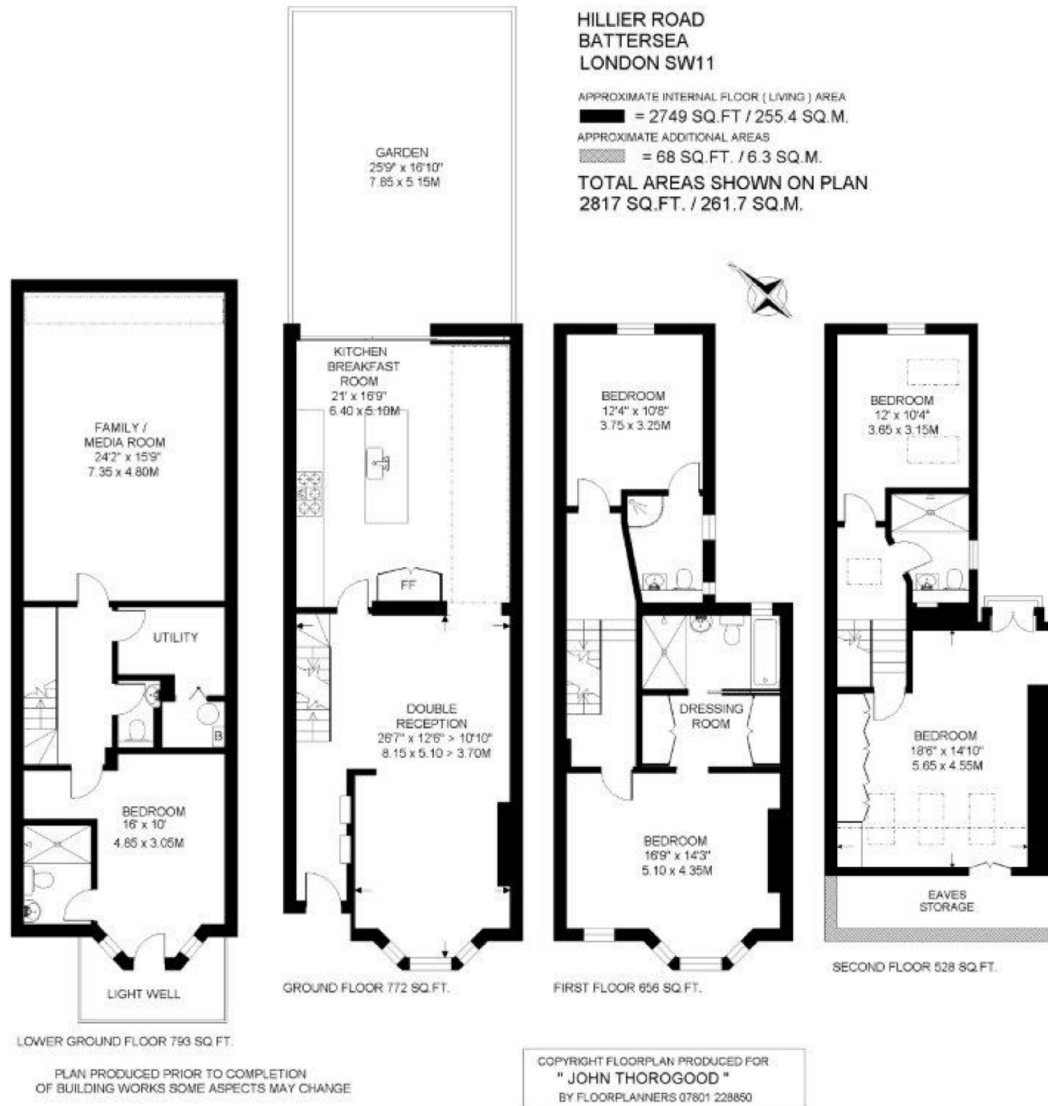 HILLIER ROAD
BATTERSEA
LONDON SW11
APPROXIMATE INTERNAL FLOOR ( LIVING ) AREA
= 2749 SQ.FT / 255.4 SQ.M.
APPROXIMATE ADDITIONAL AREAS
= 68 SQ.FT. / 6.3 SQ.M.
TOTAL AREAS SHOWN ON PLAN
2817 SQ.FT. / 261.7 SQ.M.
FAMILY /
MEDIA ROOM
24'2" x 15'9"
7.35 x 4.80M
UTILITY
B
BEDROOM
16' x 10'
4.85 x 3.05M
LIGHT WELL
LOWER GROUND FLOOR 793 SQ FT.
GARDEN
25'9" x 16'10"
7.85 x 5.15M
KITCHEN
BREAKFAST
ROOM
21' x 16'9"
6.40 x 5.10M
FF
DOUBLE
RECEPTION
26'7" x 12'6" > 10'10"
8.15 x 5.10 > 3.70M
GROUND FLOOR 772 SQ.FT.
BEDROOM
12'4" x 10'8"
3.75 x 3.25M
DRESSING
ROOM
BEDROOM
16'9" x 14'3"
5.10 x 4.35M
FIRST FLOOR 656 SQ.FT.
BEDROOM
12' x 10'4"
3.65 x 3.15M
BEDROOM
18'6" x 14'10"
5.65 x 4.55M
EAVES
STORAGE
SECOND FLOOR 528 SQ.FT.
PLAN PRODUCED PRIOR TO COMPLETION
OF BUILDING WORKS SOME ASPECTS MAY CHANGE
COPYRIGHT FLOORPLAN PRODUCED FOR
" JOHN THOROGOOD "
BY FLOORPLANNERS 07801 228850